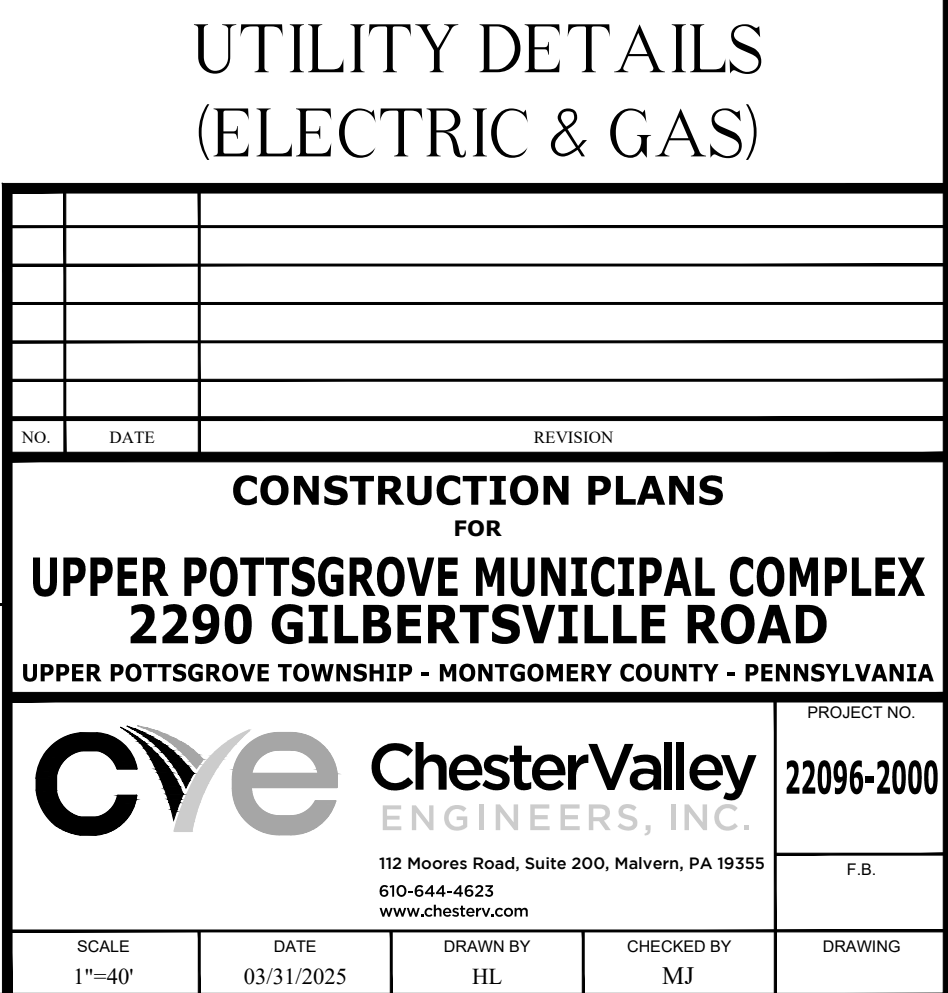 UTILITY DETAILS
(ELECTRIC & GAS)
NO. DATE REVISION
CONSTRUCTION PLANS
FOR
UPPER POTTSGROVE MUNICIPAL COMPLEX
2290 GILBERTSVILLE ROAD
UPPER POTTSGROVE TOWNSHIP - MONTGOMERY COUNTY - PENNSYLVANIA
cve
ChesterValley
ENGINEERS, INC.
112 Moores Road, Suite 200, Malvern, PA 19355
610-644-4623
www.chesterv.com
PROJECT NO.
22096-2000
F.B.
SCALE
1"=40'
DATE
03/31/2025
DRAWN BY
HL
CHECKED BY
MJ
DRAWING